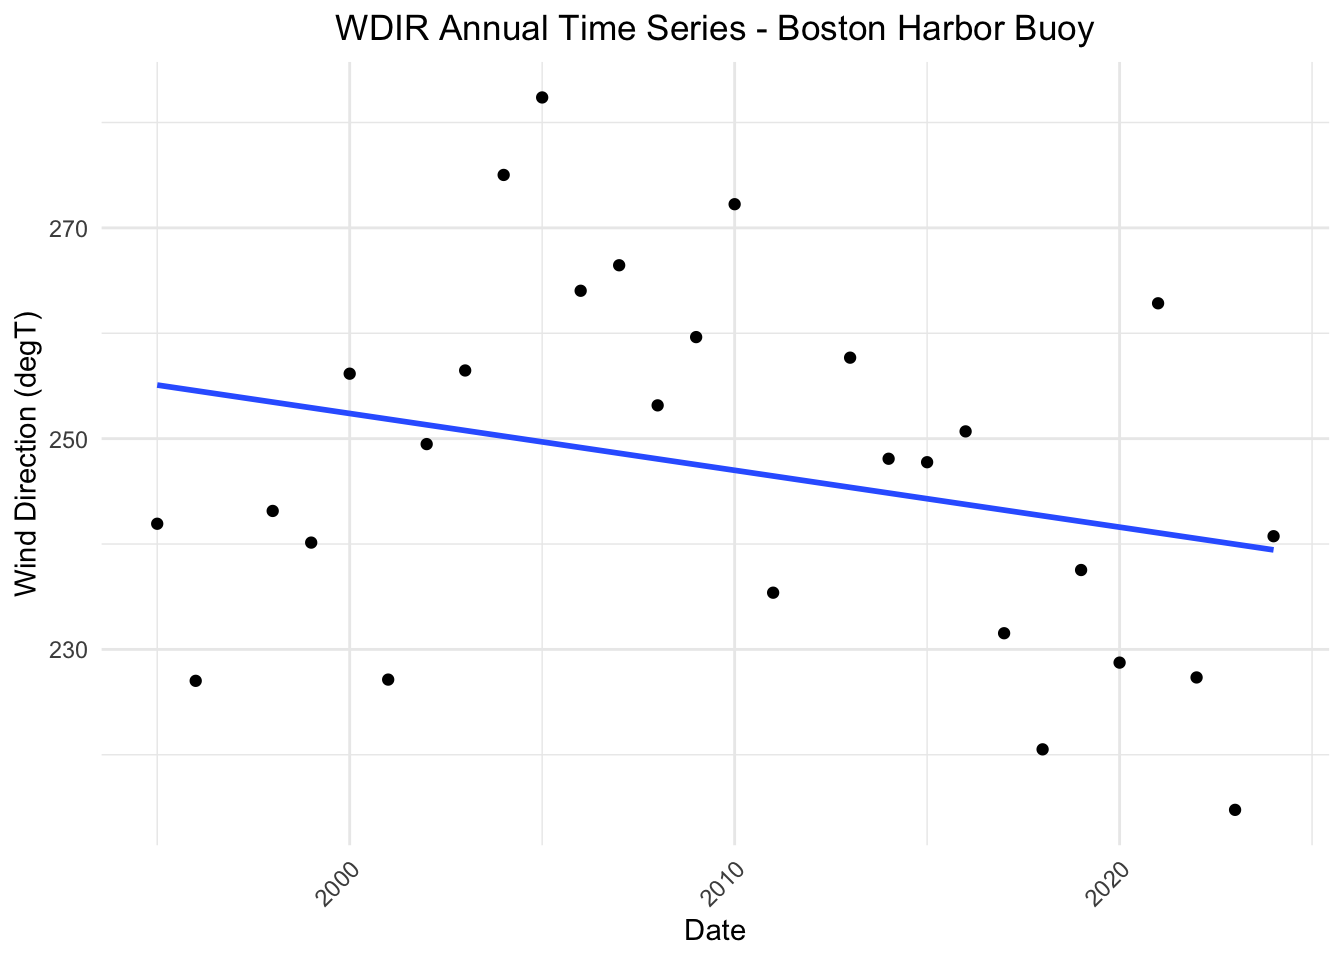 WDIR Annual Time Series - Boston Harbor Buoy
Wind Direction (degT)
270
250
230
2000
2010
2020
Date